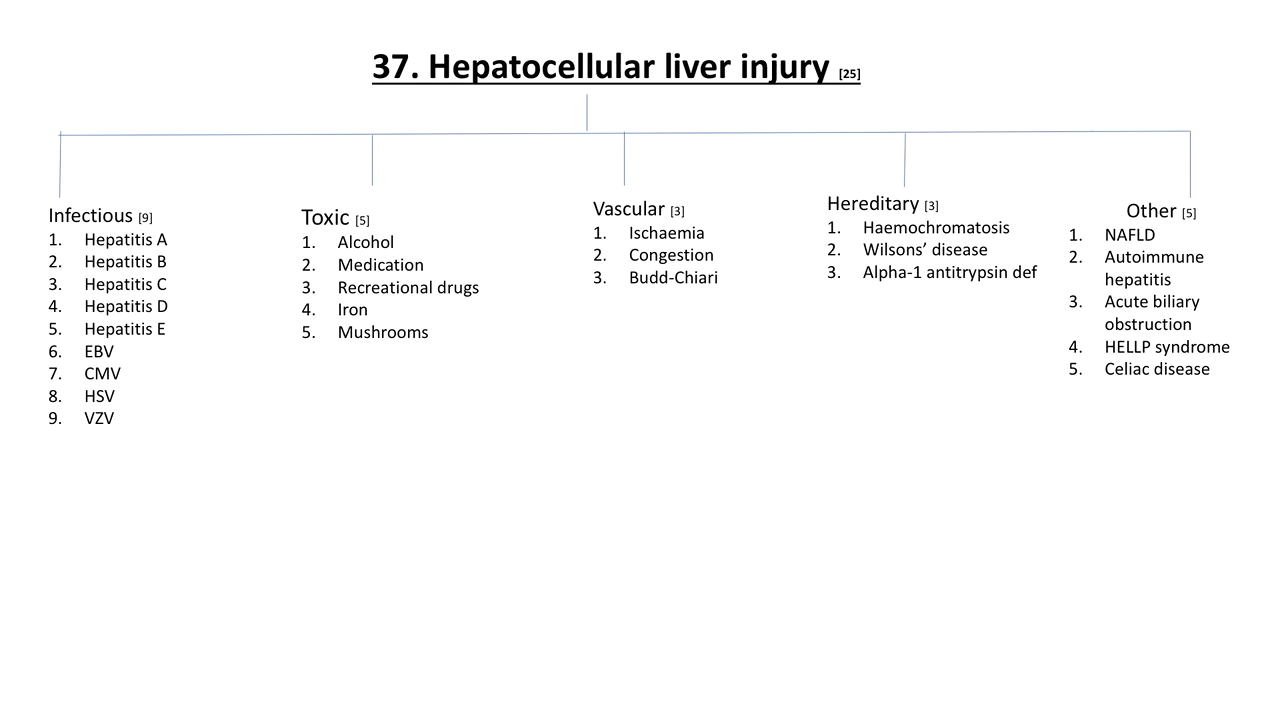 37. Hepatocellular liver injury [25]
Infectious [9]
1. Hepatitis A
2. Hepatitis B
3. Hepatitis C
4. Hepatitis D
5. Hepatitis E
6. EBV
7. CMV
8. HSV
9. VZV
Toxic [5]
1. Alcohol
2. Medication
3. Recreational drugs
4. Iron
5. Mushrooms
Vascular [3]
1. Ischaemia
2. Congestion
3. Budd-Chiari
Hereditary [3]
1. Haemochromatosis
2. Wilsons’ disease
3. Alpha-1 antitrypsin def
Other [5]
1. NAFLD
2. Autoimmune
hepatitis
3. Acute biliary
obstruction
4. HELLP syndrome
5. Celiac disease